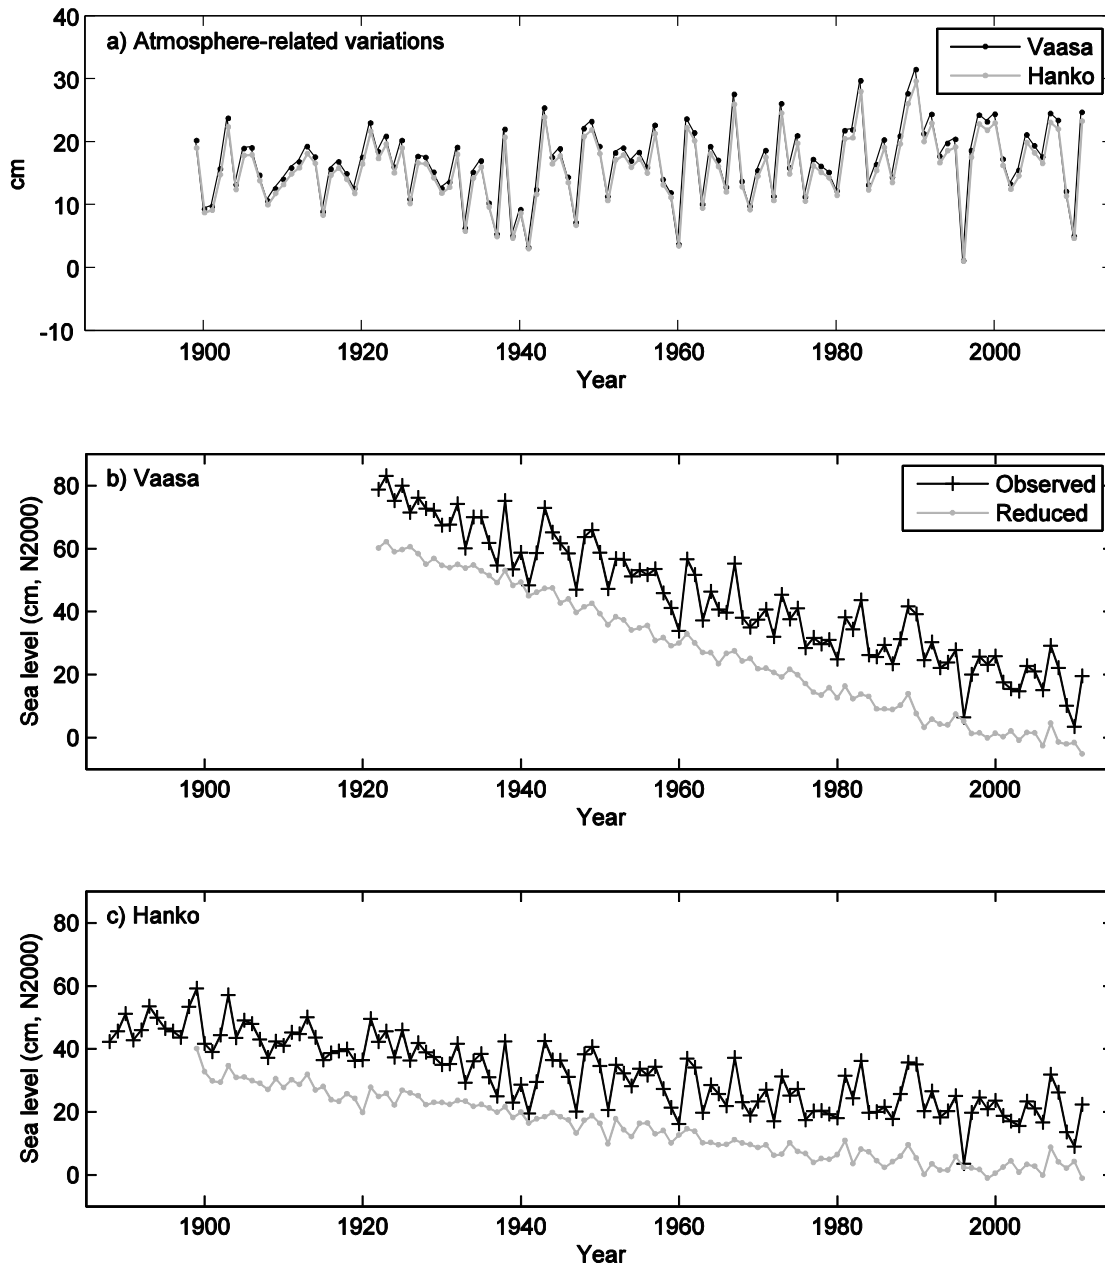 a) Atmosphere-related variations
Vaasa
Hanko
cm
40
30
20
10
0
-10
1900 1920 1940 1960 1980 2000
Year
b) Vaasa
Observed
Reduced
Sea level (cm, N2000)
80
60
40
20
0
1900 1920 1940 1960 1980 2000
Year
c) Hanko
Sea level (cm, N2000)
80
60
40
20
0
1900 1920 1940 1960 1980 2000
Year